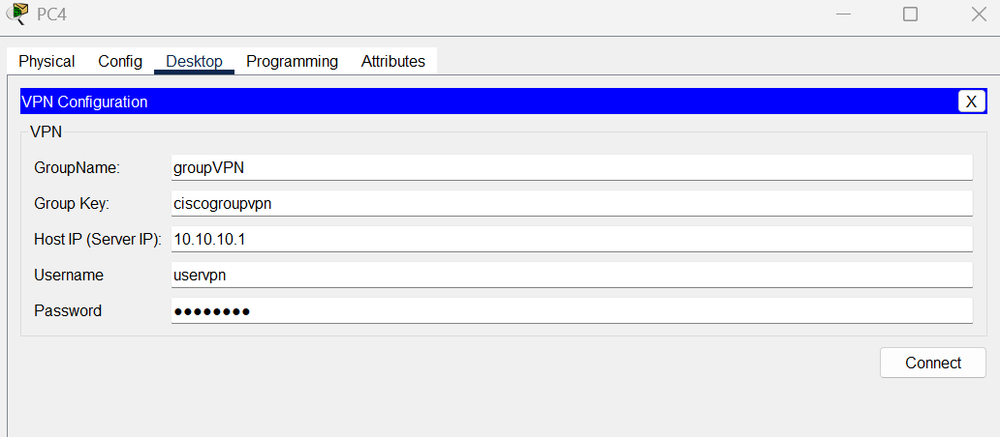 PC4
Physical Config Desktop Programming Attributes
VPN Configuration X
VPN
GroupName: groupVPN
Group Key: ciscogroupvpn
Host IP (Server IP): 10.10.10.1
Username uservpn
Password ●●●●●●●●
Connect